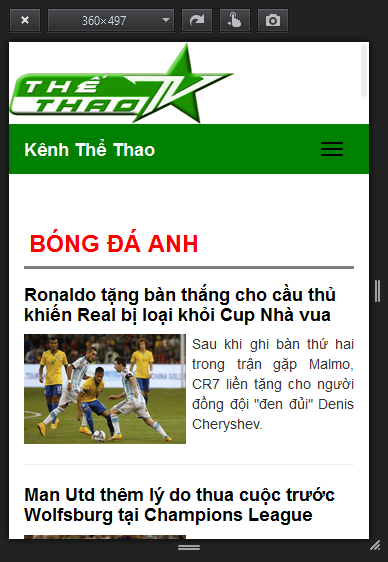 360×497
THỂ
THAO TV
Kênh Thể Thao
BÓNG ĐÁ ANH
Ronaldo tặng bàn thắng cho cầu thủ
khiến Real bị loại khỏi Cup Nhà vua
Sau khi ghi bàn thứ hai
trong trận gặp Malmo,
CR7 liền tặng cho người
đồng đội "đen đủi" Denis
Cheryshev.
Man Utd thêm lý do thua cuộc trước
Wolfsburg tại Champions League